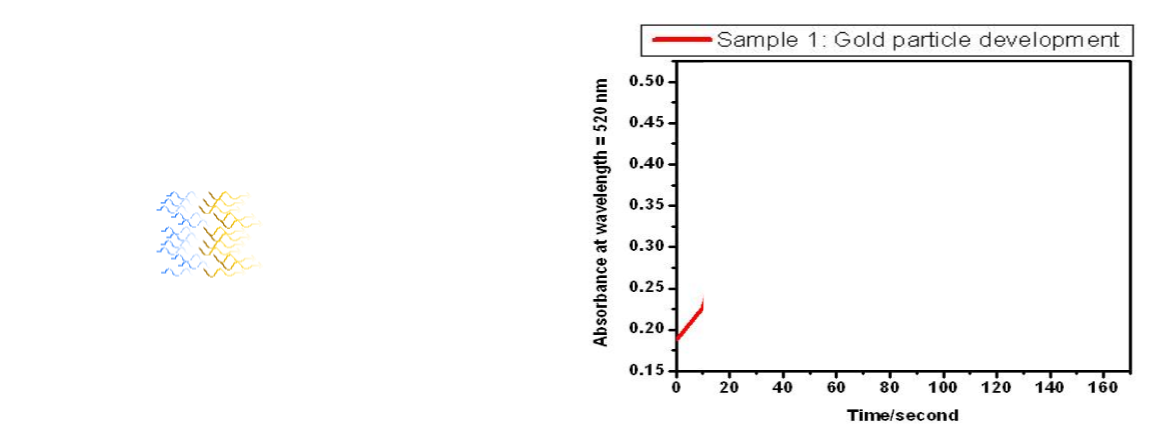 Sample 1: Gold particle development
Absorbance at wavelength = 520 nm
0.50
0.45
0.40
0.35
0.30
0.25
0.20
0.15
0 20 40 60 80 100 120 140 160
Time/second